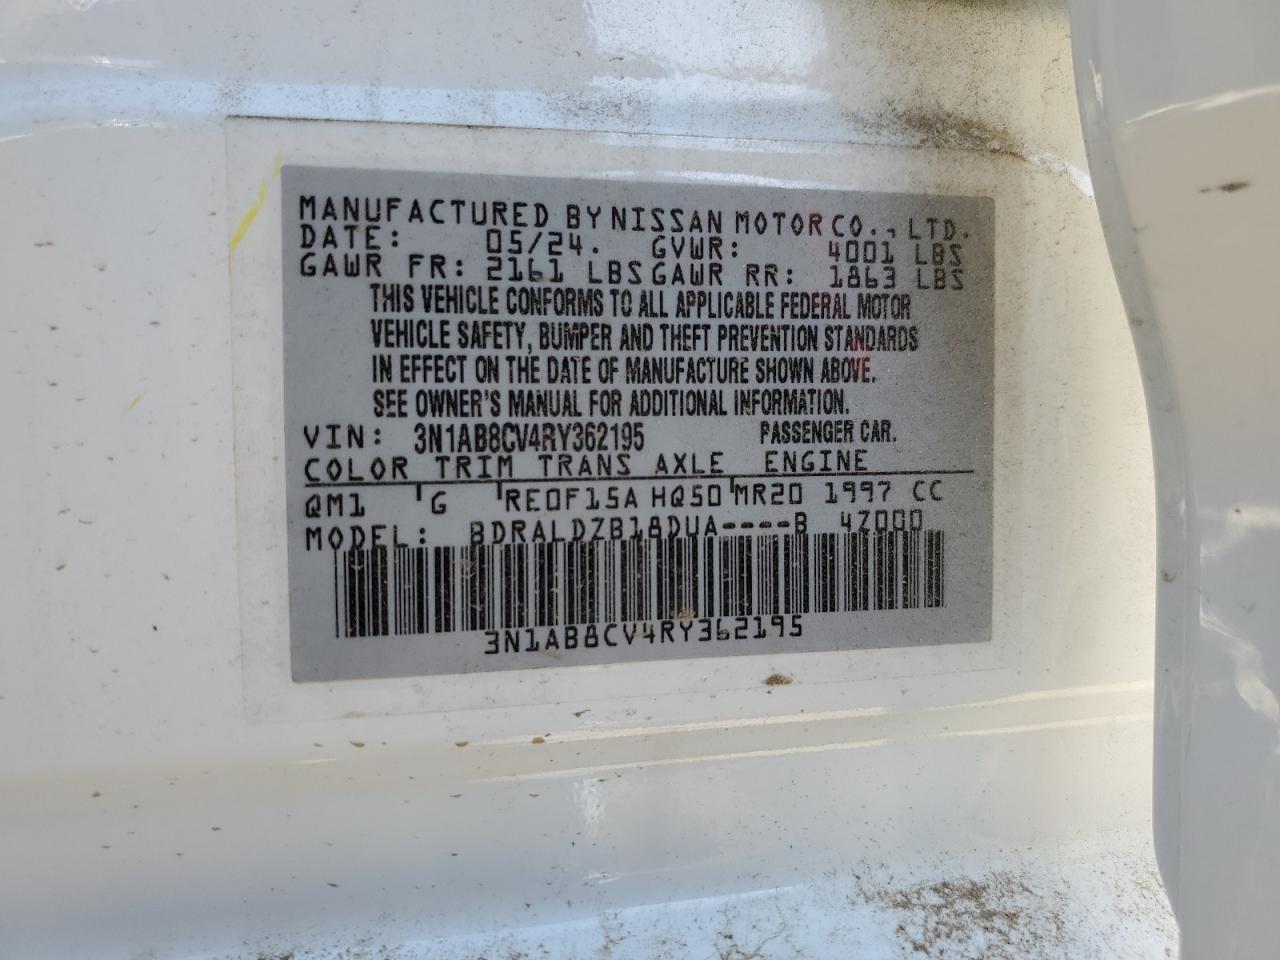 MANUFACTURED BY NISSAN MOTOR CO., LTD.
DATE: 05/24. GVWR: 4001 LBS
GAWR FR: 2161 LBS GAWR RR: 1863 LBS
THIS VEHICLE CONFORMS TO ALL APPLICABLE FEDERAL MOTOR
VEHICLE SAFETY, BUMPER AND THEFT PREVENTION STANDARDS
IN EFFECT ON THE DATE OF MANUFACTURE SHOWN ABOVE.
SEE OWNER'S MANUAL FOR ADDITIONAL INFORMATION.
VIN: 3N1AB8CV4RY362195 PASSENGER CAR.
COLOR TRIM TRANS AXLE ENGINE
QM1 G RE0F15A HQ50 MR20 1997 CC
MODEL: BDRALDZB18DUA----B 4Z000
3N1AB8CV4RY362195